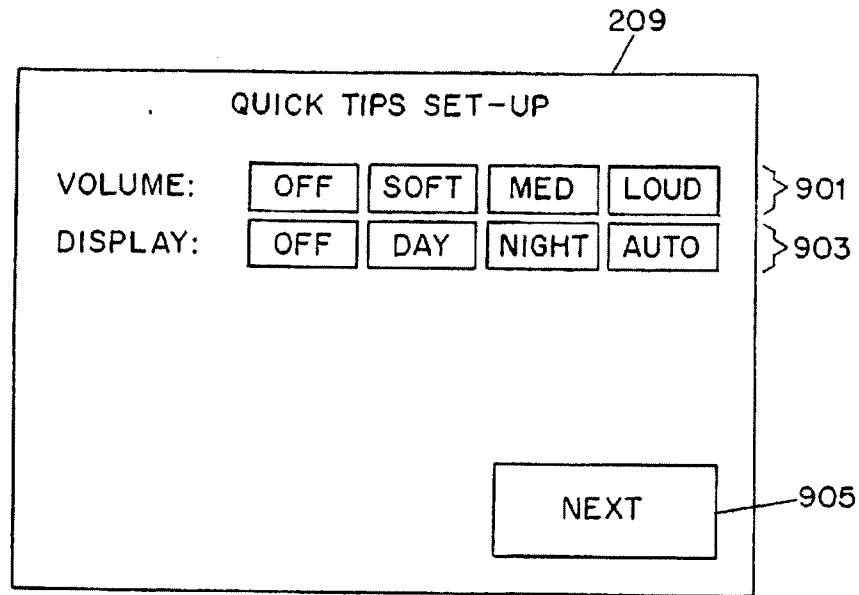 209
QUICK TIPS SET-UP
VOLUME: OFF SOFT MED LOUD 901
DISPLAY: OFF DAY NIGHT AUTO 903
NEXT 905